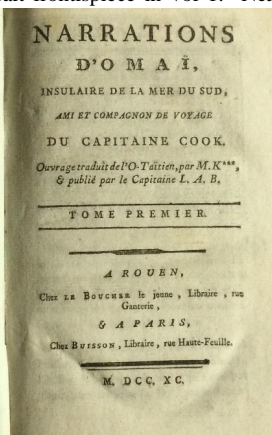 NARRATIONS
D'OMAÏ,
INSULAIRE DE LA MER DU SUD,
AMI ET COMPAGNON DE VOYAGE
DU CAPITAINE COOK.
Ouvrage traduit de l'O-Taïtien, par M. K***,
& publié par le Capitaine L. A. B.
TOME PREMIER.
A ROUEN,
Chez LE BOUCHER le jeune, Libraire, rue
Ganterie,
& A PARIS,
Chez BUISSON, Libraire, rue Haute-Feuille.
M. DCC. XC.